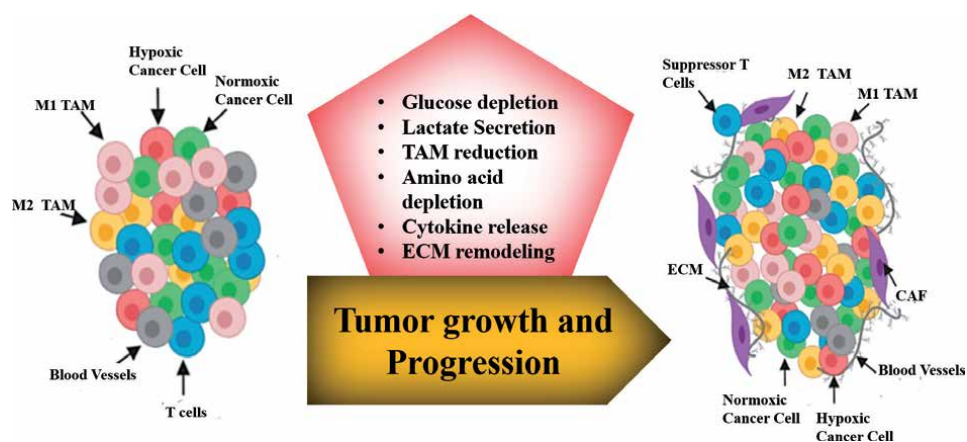 Hypoxic
Cancer Cell
Normoxic
Cancer Cell
M1 TAM
M2 TAM
Blood Vessels
T cells
• Glucose depletion
• Lactate Secretion
• TAM reduction
• Amino acid
depletion
• Cytokine release
• ECM remodeling
Tumor growth and
Progression
Suppressor T
Cells
M2 TAM
M1 TAM
ECM
CAF
Blood Vessels
Normoxic
Cancer Cell
Hypoxic
Cancer Cell